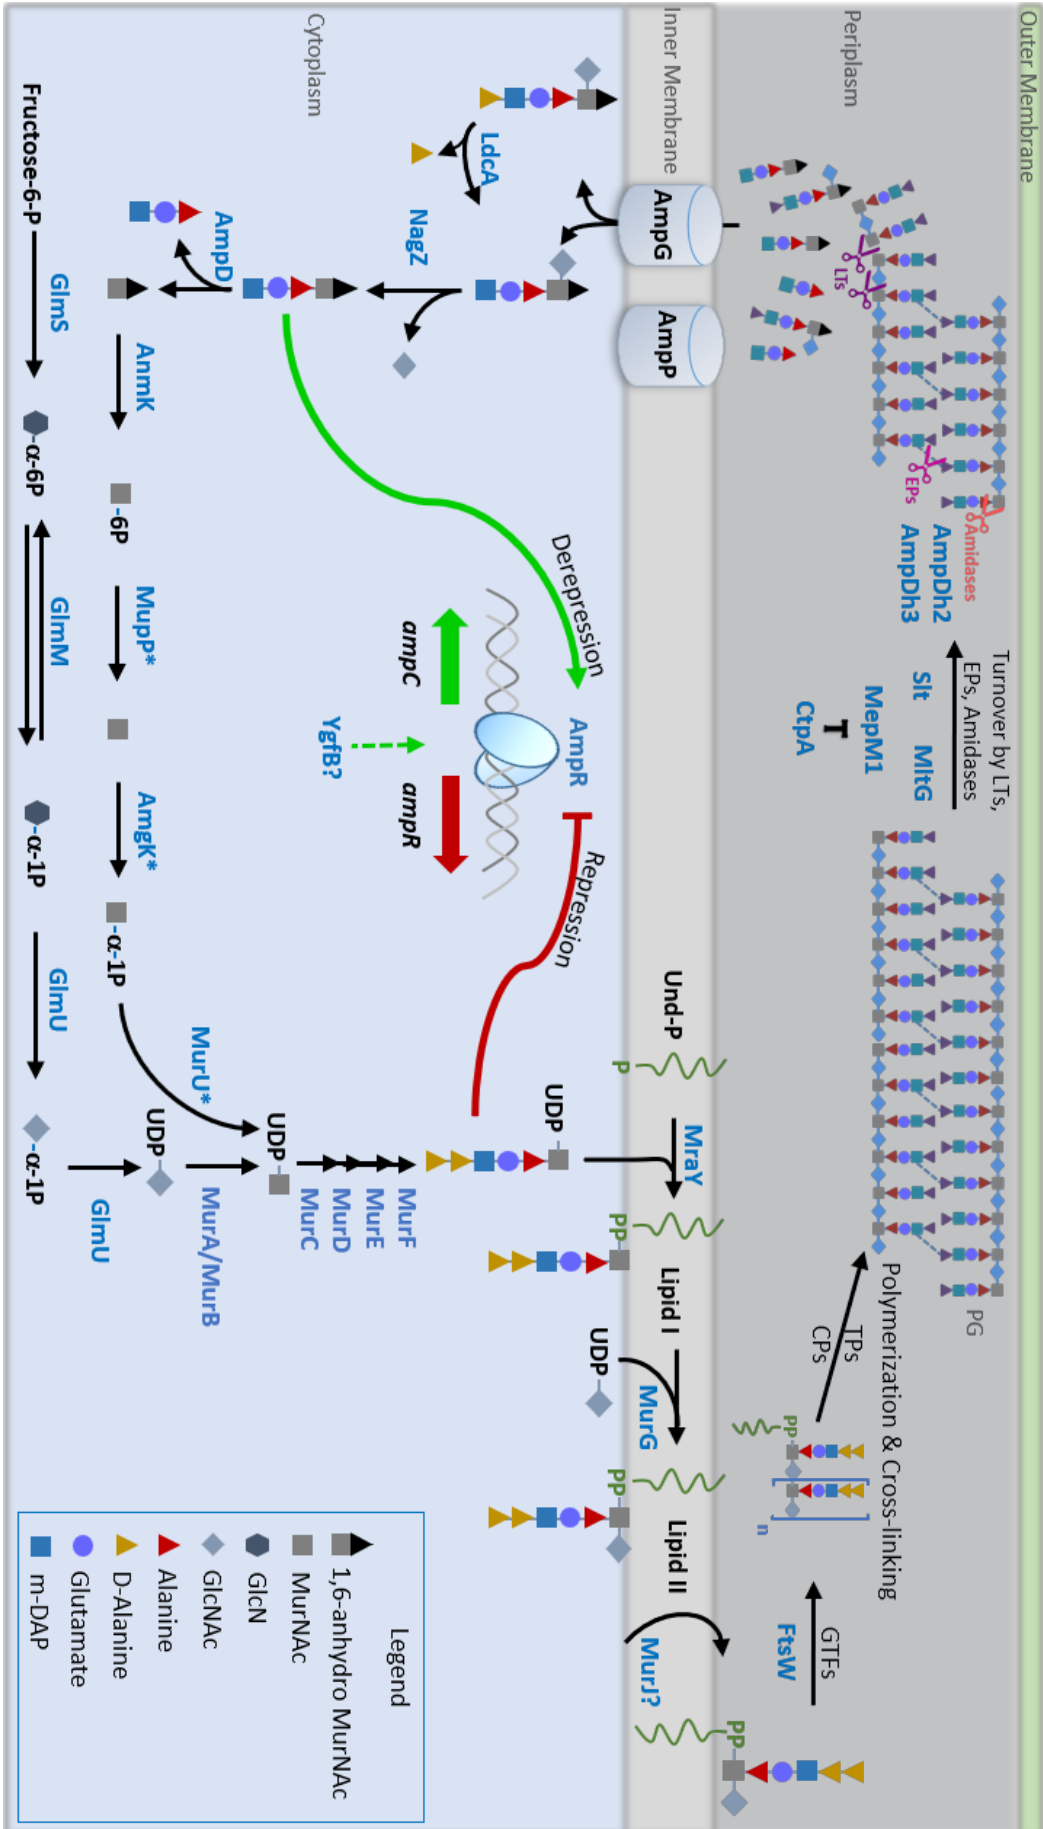 Outer Membrane
Periplasm
Inner Membrane
Cytoplasm
LTs
EPs
Amidases
AmpDh2
AmpDh3
Turnover by LTs,
EPs, Amidases
Slt
MltG
MepM1
CtpA
PG
Polymerization & Cross-linking
TPs
CPs
PP
n
GTFs
FtsW
PP
AmpG
AmpP
Und-P
P
MraY
PP
Lipid I
UDP
MurG
PP
Lipid II
MurJ?
LdcA
NagZ
AmpD
Derepression
AmpR
Repression
ampC
ampR
YgfB?
UDP
MurF
MurE
MurD
MurC
UDP
MurA/MurB
UDP
MurU*
AnmK
-6P
MupP*
AmgK*
-α-1P
Fructose-6-P
GlmS
-α-6P
GlmM
-α-1P
GlmU
-α-1P
GlmU
Legend
1,6-anhydro MurNAc
MurNAc
GlcN
GlcNAc
Alanine
D-Alanine
Glutamate
m-DAP